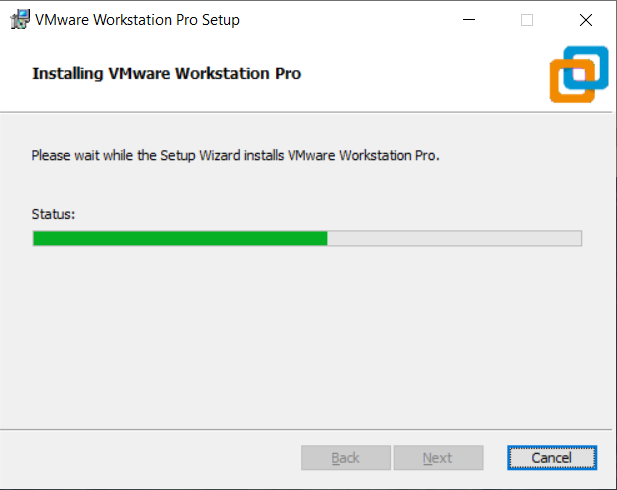 VMware Workstation Pro Setup
Installing VMware Workstation Pro
Please wait while the Setup Wizard installs VMware Workstation Pro.
Status:
Back
Next
Cancel